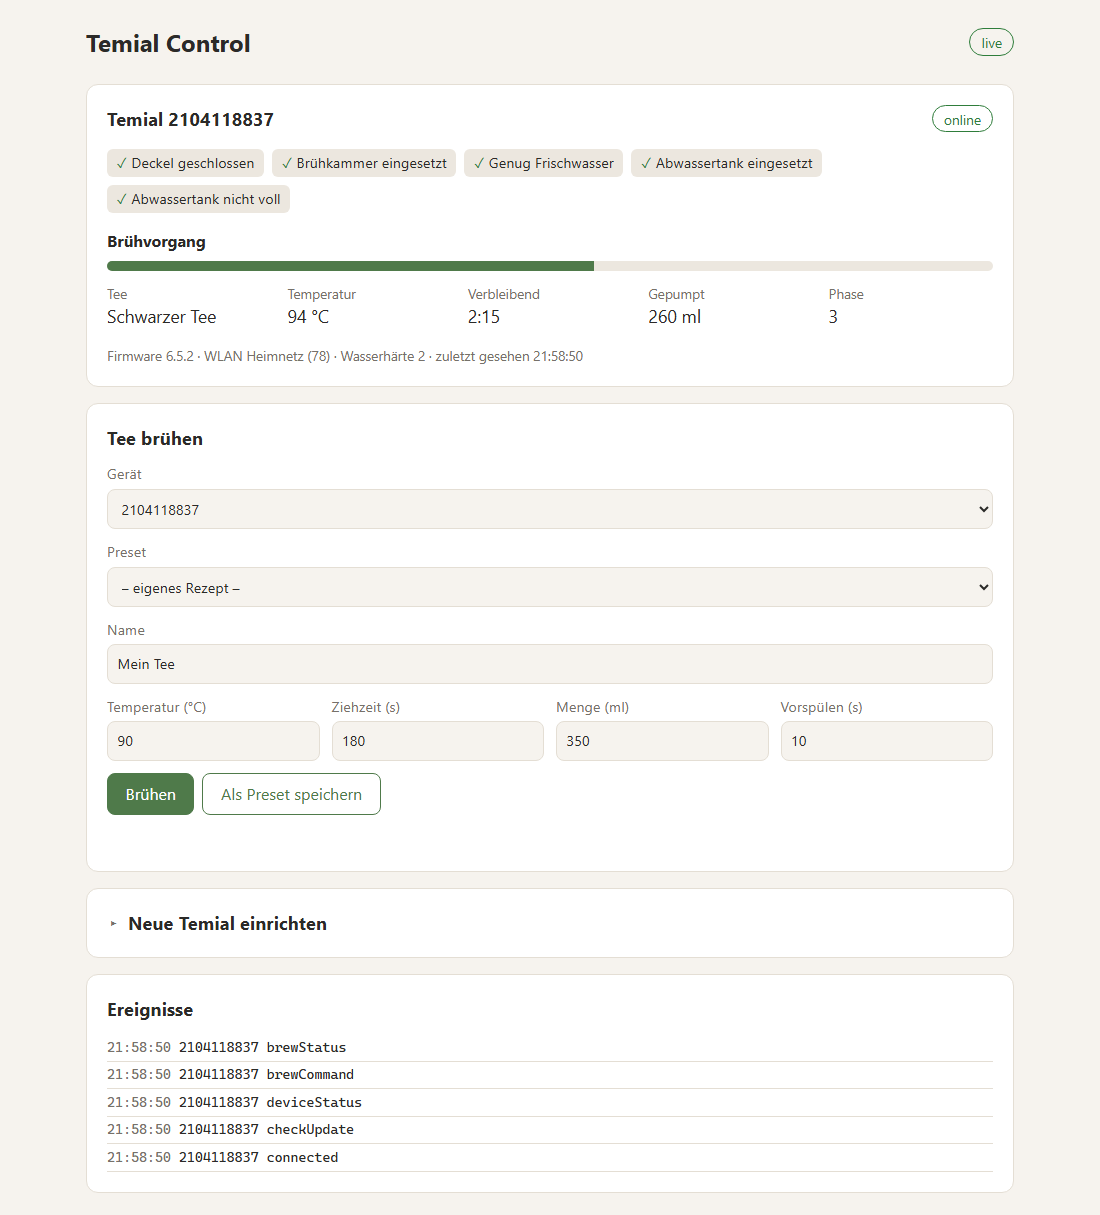 Temial Control
live
Temial 2104118837
online
✓ Deckel geschlossen ✓ Brühkammer eingesetzt ✓ Genug Frischwasser ✓ Abwassertank eingesetzt
✓ Abwassertank nicht voll
Brühvorgang
Tee Temperatur Verbleibend Gepumpt Phase
Schwarzer Tee 94 °C 2:15 260 ml 3
Firmware 6.5.2 · WLAN Heimnetz (78) · Wasserhärte 2 · zuletzt gesehen 21:58:50
Tee brühen
Gerät
2104118837
Preset
– eigenes Rezept –
Name
Mein Tee
Temperatur (°C) Ziehzeit (s) Menge (ml) Vorspülen (s)
90 180 350 10
Brühen Als Preset speichern
Neue Temial einrichten
Ereignisse
21:58:50 2104118837 brewStatus
21:58:50 2104118837 brewCommand
21:58:50 2104118837 deviceStatus
21:58:50 2104118837 checkUpdate
21:58:50 2104118837 connected